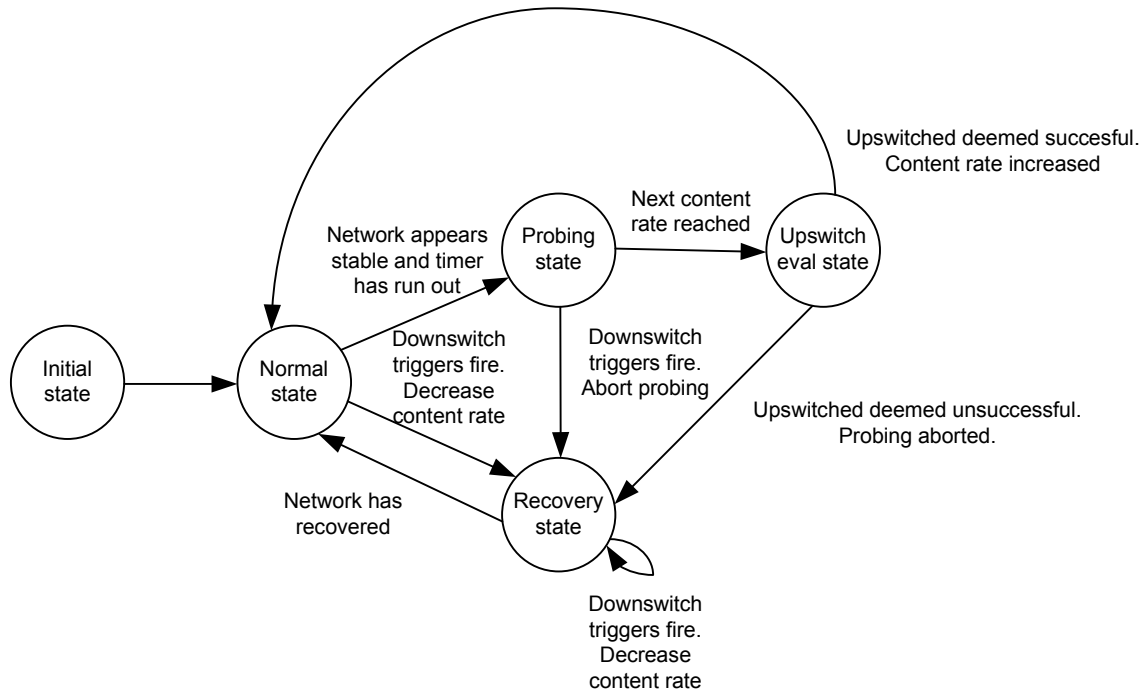 Upswitched deemed succesful.
Content rate increased
Next content
rate reached
Probing
state
Upswitch
eval state
Network appears
stable and timer
has run out
Initial
state
Normal
state
Downswitch
triggers fire.
Decrease
content rate
Downswitch
triggers fire.
Abort probing
Upswitched deemed unsuccessful.
Probing aborted.
Network has
recovered
Recovery
state
Downswitch
triggers fire.
Decrease
content rate